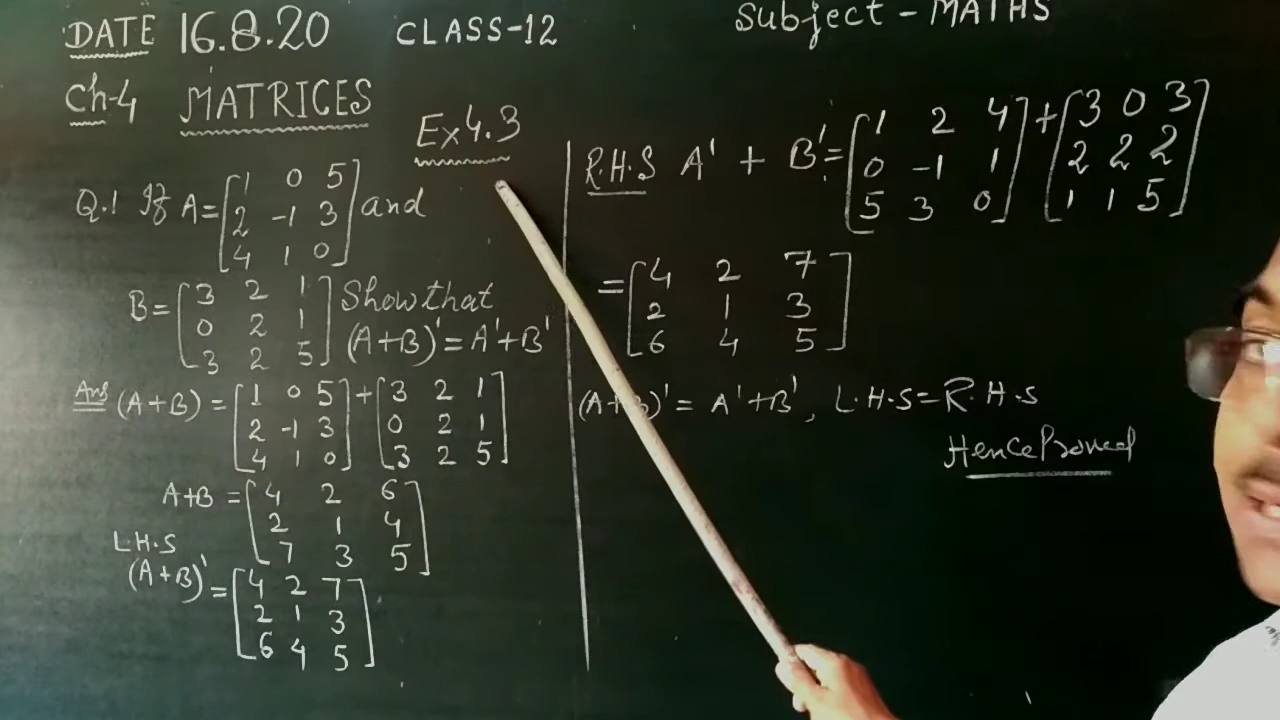 DATE 16.8.20 CLASS-12 Subject - MATHS
Ch-4 MATRICES
Ex4.3
Q.1 If A=[1 0 5
2 -1 3
4 1 0] and
B=[3 2 1
0 2 1
3 2 5] Show that
(A+B)'=A'+B'
Ans (A+B)=[1 0 5
2 -1 3
4 1 0]+[3 2 1
0 2 1
3 2 5]
A+B=[4 2 6
2 1 4
7 3 5]
L.H.S
(A+B)'=[4 2 7
2 1 3
6 4 5]
R.H.S A' + B'=[1 2 4
0 -1 1
5 3 0]+[3 0 3
2 2 2
1 1 5]
=[4 2 7
2 1 3
6 4 5]
(A+B)'= A'+B', L.H.S=R.H.S
Hence Proved